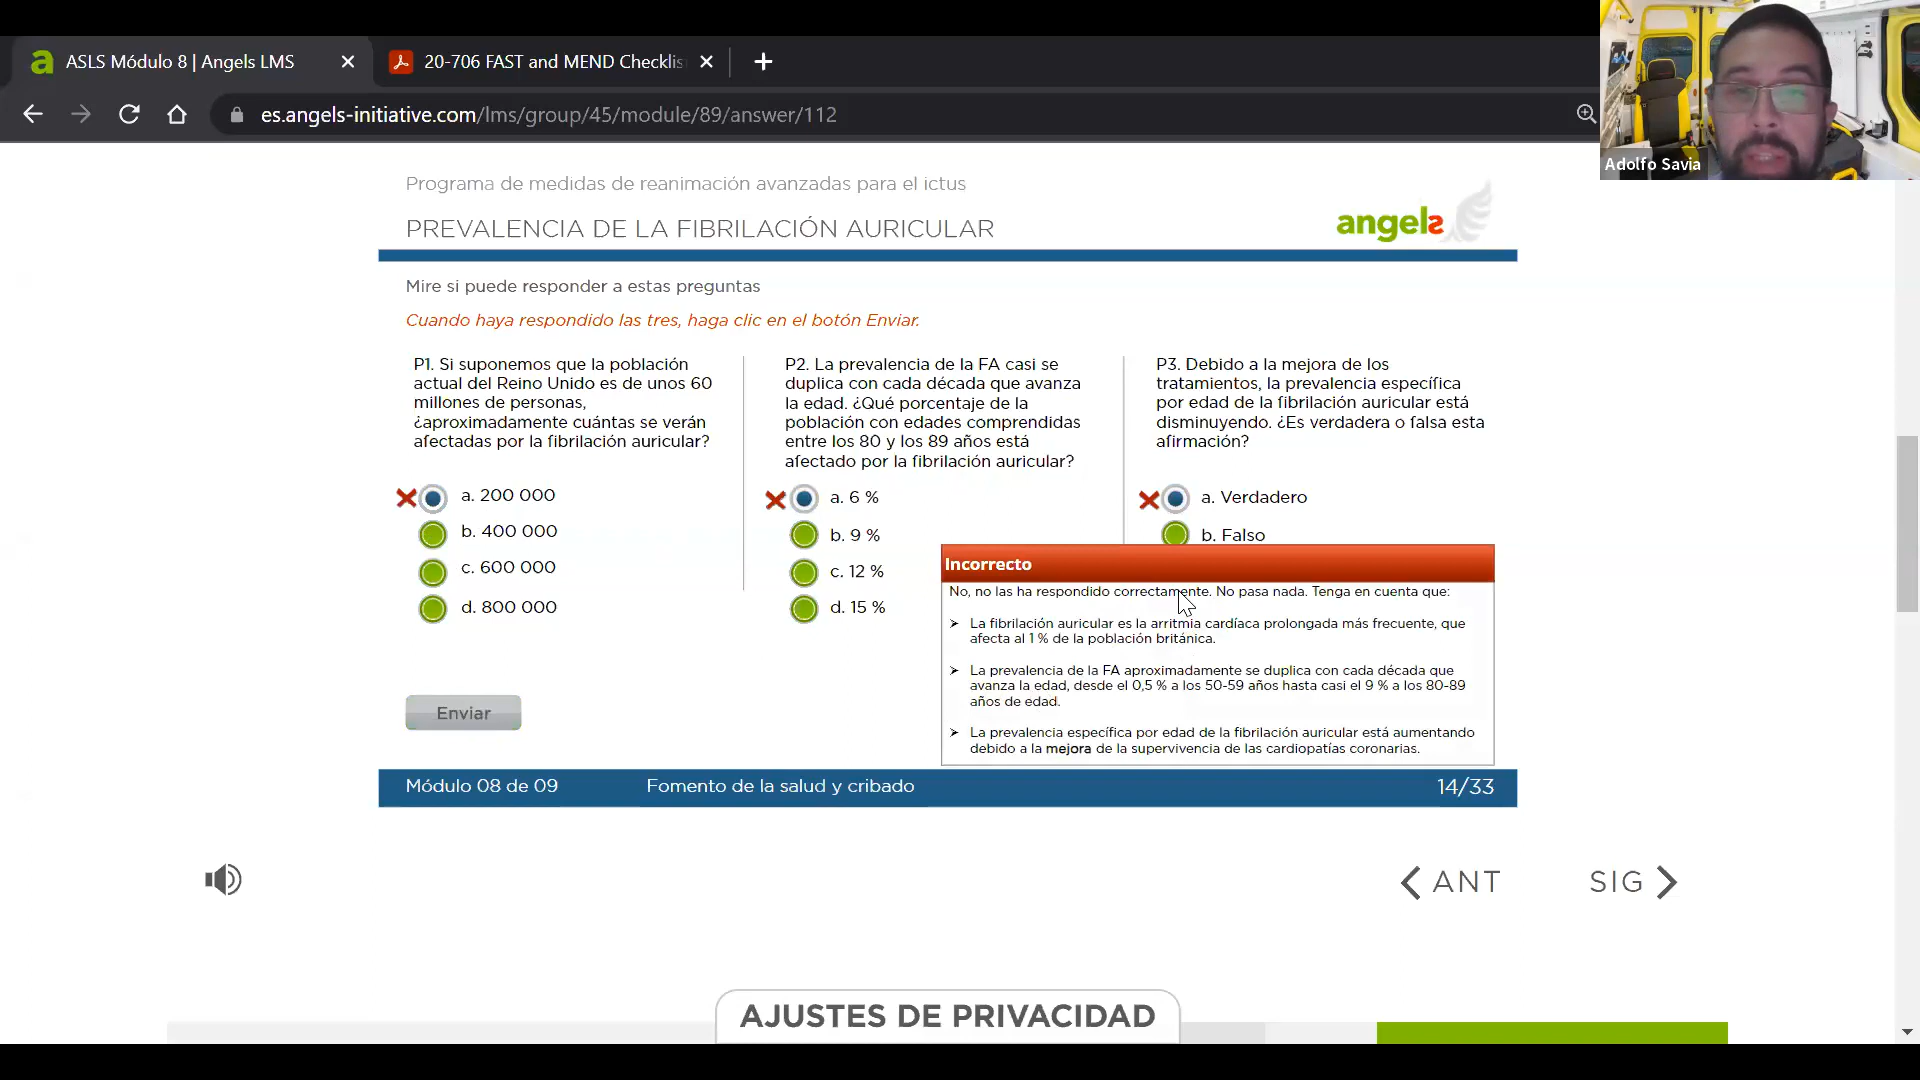 ASLS Módulo 8 | Angels LMS
20-706 FAST and MEND Checklis
es.angels-initiative.com/lms/group/45/module/89/answer/112
Adolfo Savia
Programa de medidas de reanimación avanzadas para el ictus
PREVALENCIA DE LA FIBRILACIÓN AURICULAR
angels
Mire si puede responder a estas preguntas
Cuando haya respondido las tres, haga clic en el botón Enviar.
P1. Si suponemos que la población
actual del Reino Unido es de unos 60
millones de personas,
¿aproximadamente cuántas se verán
afectadas por la fibrilación auricular?
a. 200 000
b. 400 000
c. 600 000
d. 800 000
P2. La prevalencia de la FA casi se
duplica con cada década que avanza
la edad. ¿Qué porcentaje de la
población con edades comprendidas
entre los 80 y los 89 años está
afectado por la fibrilación auricular?
a. 6 %
b. 9 %
c. 12 %
d. 15 %
P3. Debido a la mejora de los
tratamientos, la prevalencia específica
por edad de la fibrilación auricular está
disminuyendo. ¿Es verdadera o falsa esta
afirmación?
a. Verdadero
b. Falso
Incorrecto
No, no las ha respondido correctamente. No pasa nada. Tenga en cuenta que:
La fibrilación auricular es la arritmia cardíaca prolongada más frecuente, que
afecta al 1 % de la población británica.
La prevalencia de la FA aproximadamente se duplica con cada década que
avanza la edad, desde el 0,5 % a los 50-59 años hasta casi el 9 % a los 80-89
años de edad.
La prevalencia específica por edad de la fibrilación auricular está aumentando
debido a la mejora de la supervivencia de las cardiopatías coronarias.
Enviar
Módulo 08 de 09
Fomento de la salud y cribado
14/33
ANT
SIG
AJUSTES DE PRIVACIDAD